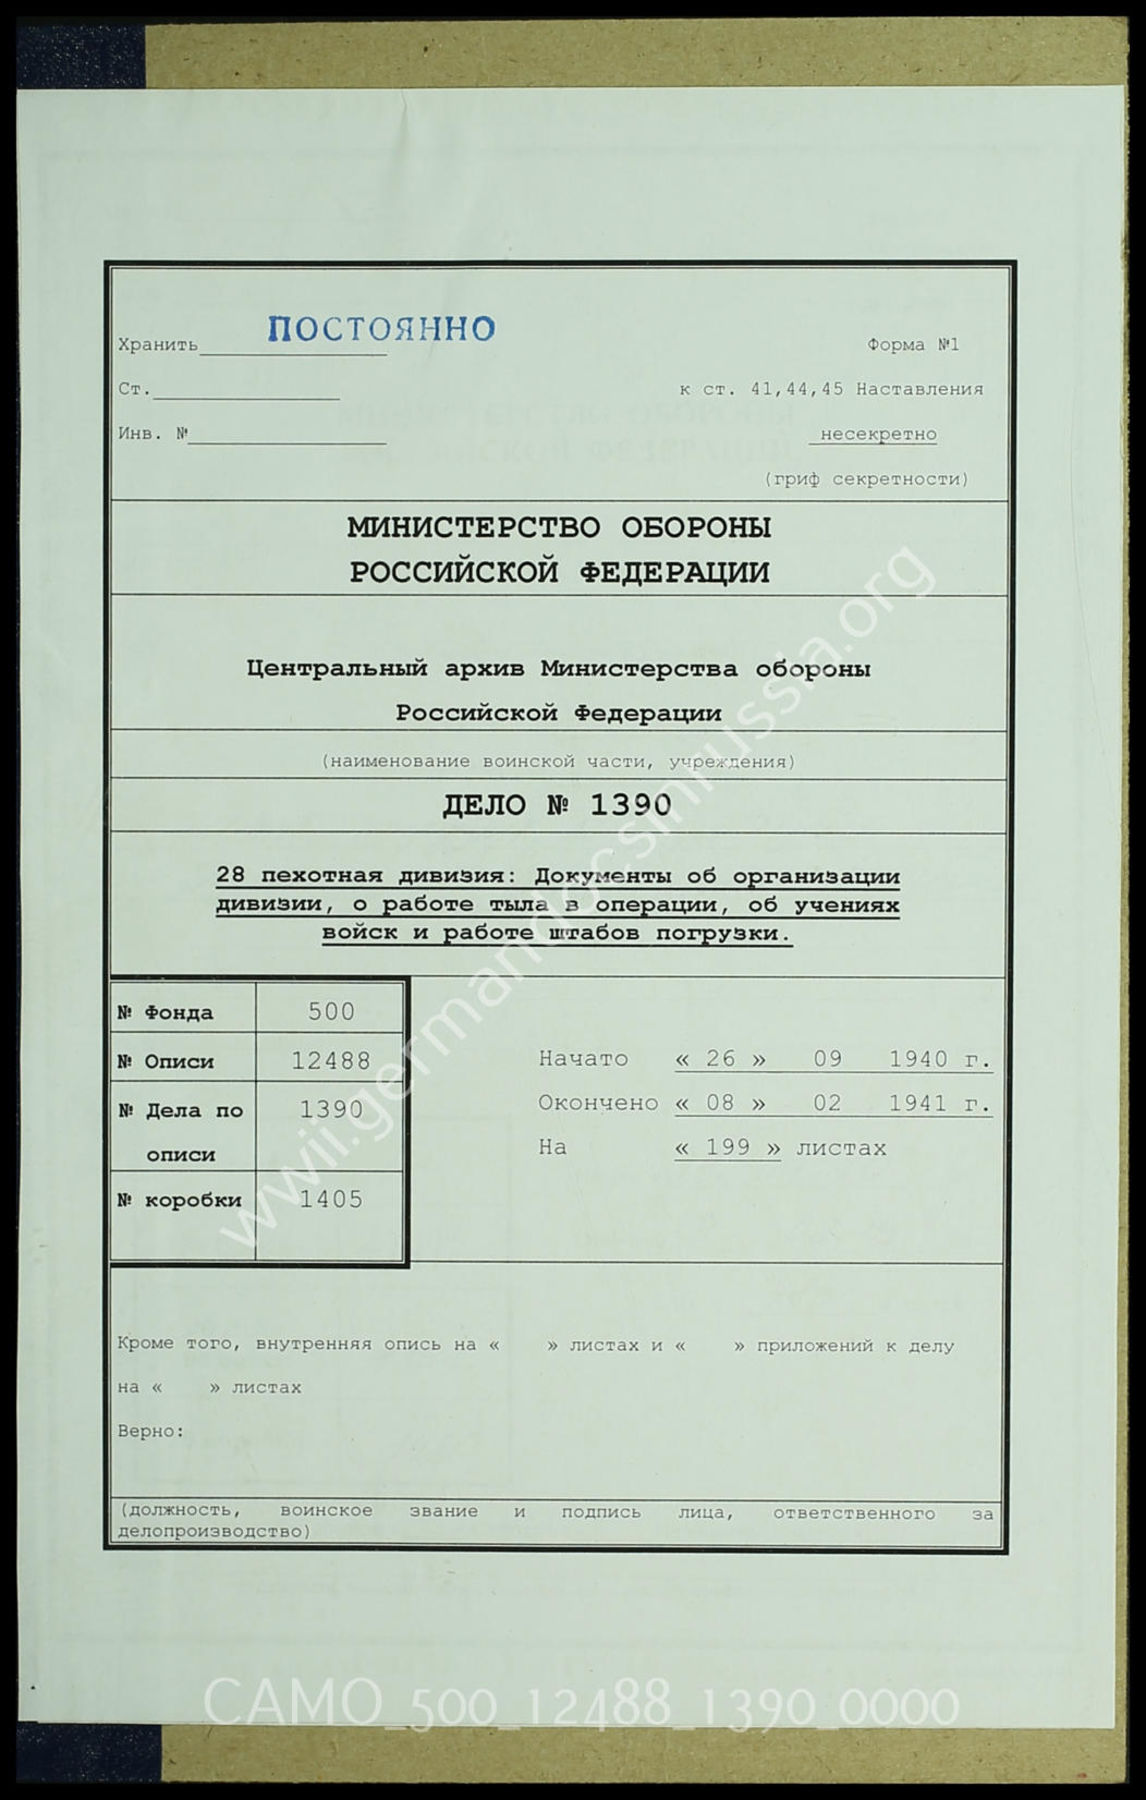 Хранить ПОСТОЯННО
Форма №1
Ст.
к ст. 41,44,45 Наставления
Инв. №
несекретно
(гриф секретности)
МИНИСТЕРСТВО ОБОРОНЫ
РОССИЙСКОЙ ФЕДЕРАЦИИ
Центральный архив Министерства обороны
Российской Федерации
(наименование воинской части, учреждения)
ДЕЛО № 1390
28 пехотная дивизия: Документы об организации
дивизии, о работе тыла в операции, об учениях
войск и работе штабов погрузки.
№ Фонда 500
№ Описи 12488
№ Дела по 1390
описи
№ коробки 1405
Начато « 26 » 09 1940 г.
Окончено « 08 » 02 1941 г.
На « 199 » листах
Кроме того, внутренняя опись на « » листах и « » приложений к делу
на « » листах
Верно:
(должность, воинское звание и подпись лица, ответственного за
делопроизводство)
www.wwii.germandocsinrussia.org
CAMO_500_12488_1390_0000